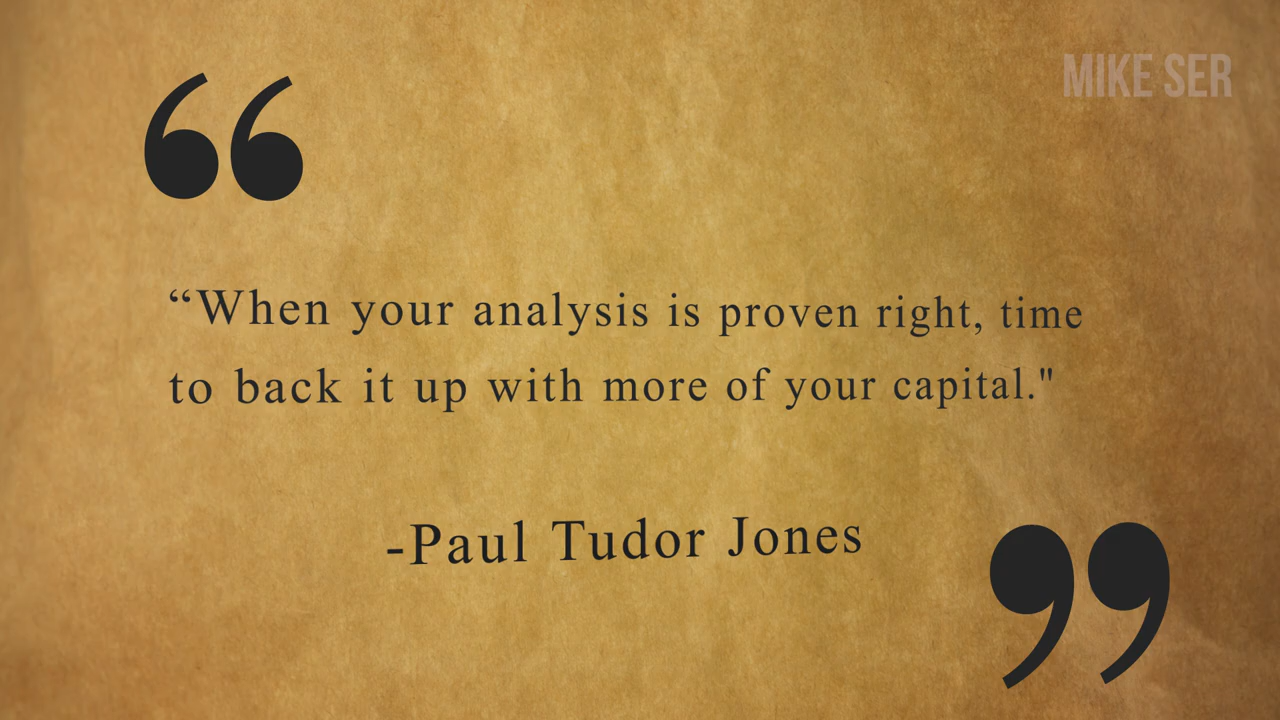 MIKE SER
“When your analysis is proven right, time
to back it up with more of your capital."
-Paul Tudor Jones